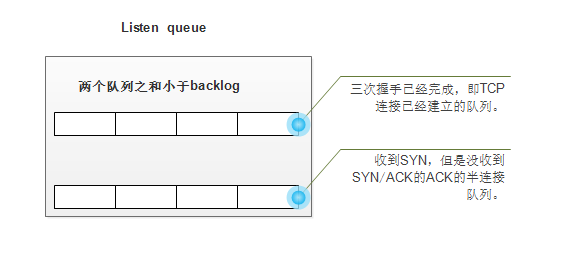 Listen queue
两个队列之和小于backlog
三次握手已经完成，即TCP
连接已经建立的队列。
收到SYN，但是没收到
SYN/ACK的ACK的半连接
队列。